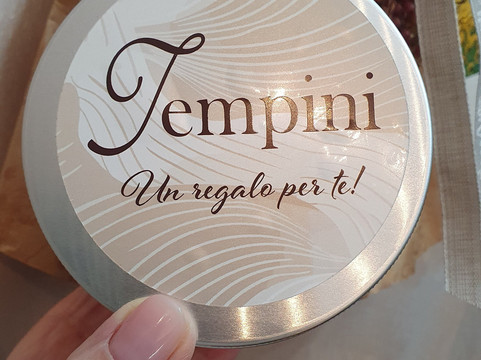 Tempini
Un regalo per te!